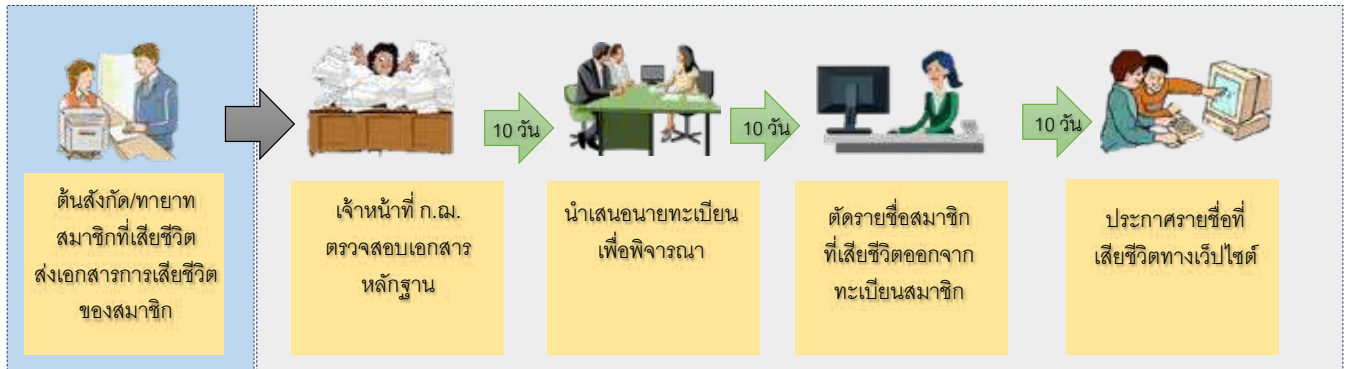 10 วัน
10 วัน
10 วัน
ต้นสังกัด/ทายาท
สมาชิกที่เสียชีวิต
ส่งเอกสารการเสียชีวิต
ของสมาชิก
เจ้าหน้าที่ ก.ฌ.
ตรวจสอบเอกสาร
หลักฐาน
นำเสนอนายทะเบียน
เพื่อพิจารณา
ตัดรายชื่อสมาชิก
ที่เสียชีวิตออกจาก
ทะเบียนสมาชิก
ประกาศรายชื่อที่
เสียชีวิตทางเว็ปไซต์